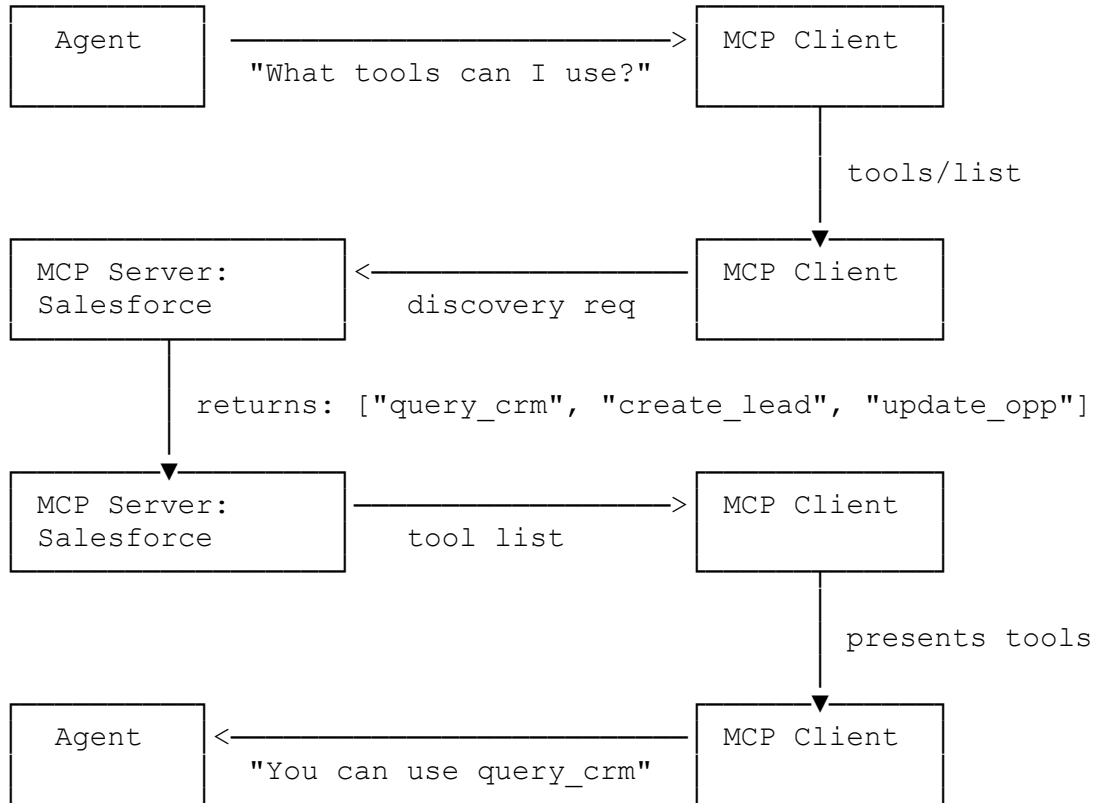 Agent
MCP Client
"What tools can I use?"
tools/list
MCP Server:
Salesforce
MCP Client
discovery req
returns: ["query_crm", "create_lead", "update_opp"]
MCP Server:
Salesforce
MCP Client
tool list
presents tools
Agent
MCP Client
"You can use query_crm"